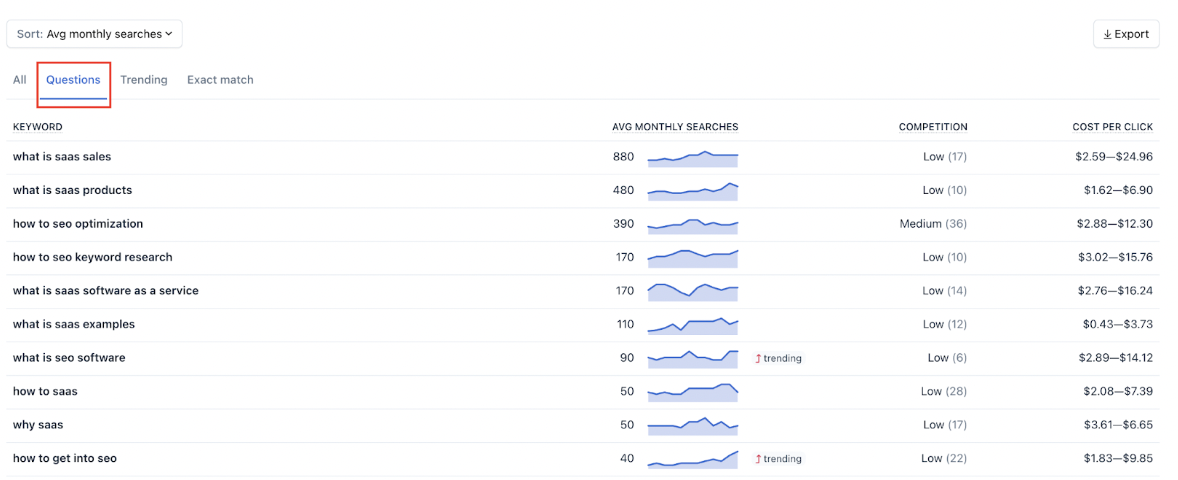 Sort: Avg monthly searches
Export
All Questions Trending Exact match
KEYWORD AVG MONTHLY SEARCHES COMPETITION COST PER CLICK
what is saas sales 880 Low (17) $2.59—$24.96
what is saas products 480 Low (10) $1.62—$6.90
how to seo optimization 390 Medium (36) $2.88—$12.30
how to seo keyword research 170 Low (10) $3.02—$15.76
what is saas software as a service 170 Low (14) $2.76—$16.24
what is saas examples 110 Low (12) $0.43—$3.73
what is seo software 90 trending Low (6) $2.89—$14.12
how to saas 50 Low (28) $2.08—$7.39
why saas 50 Low (17) $3.61—$6.65
how to get into seo 40 trending Low (22) $1.83—$9.85